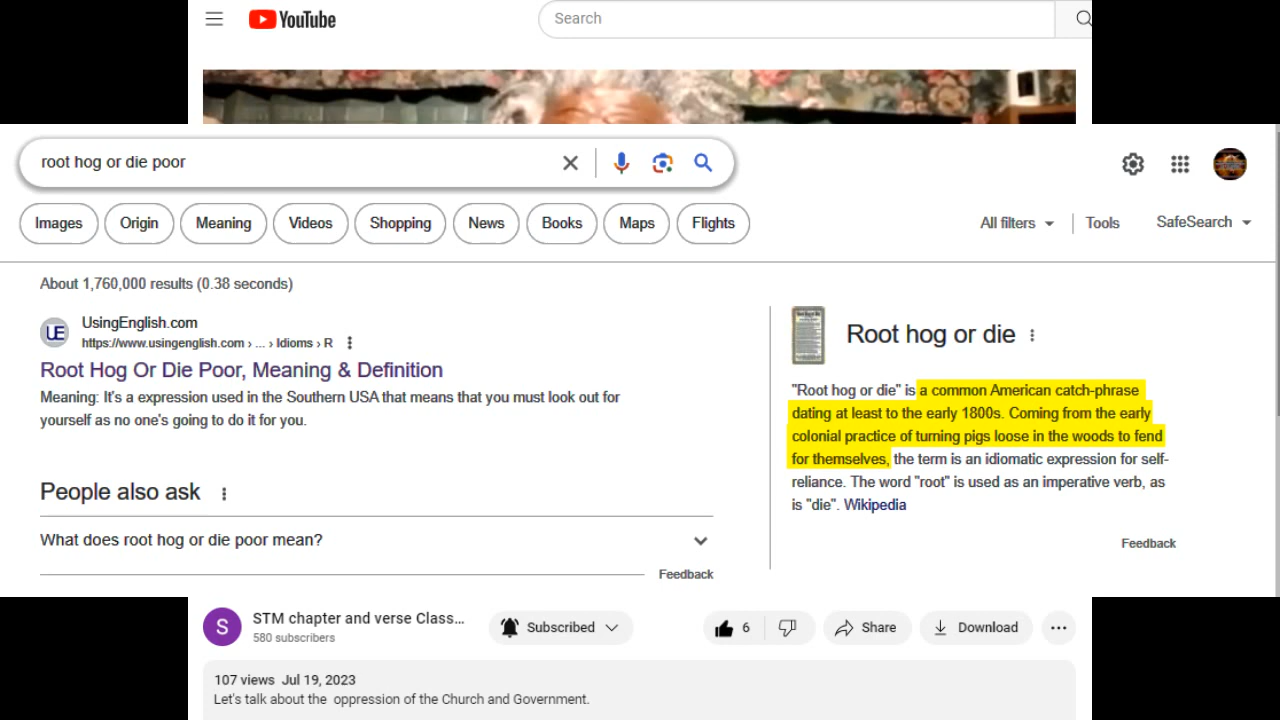 YouTube
Search
root hog or die poor
Images
Origin
Meaning
Videos
Shopping
News
Books
Maps
Flights
All filters
Tools
SafeSearch
About 1,760,000 results (0.38 seconds)
UE
UsingEnglish.com
https://www.usingenglish.com › ... › Idioms › R
Root Hog Or Die Poor, Meaning & Definition
Meaning: It's a expression used in the Southern USA that means that you must look out for
yourself as no one's going to do it for you.
People also ask
What does root hog or die poor mean?
Feedback
Root hog or die
"Root hog or die" is a common American catch-phrase
dating at least to the early 1800s. Coming from the early
colonial practice of turning pigs loose in the woods to fend
for themselves, the term is an idiomatic expression for self-
reliance. The word "root" is used as an imperative verb, as
is "die". Wikipedia
Feedback
S
STM chapter and verse Class...
580 subscribers
Subscribed
6
Share
Download
107 views Jul 19, 2023
Let's talk about the oppression of the Church and Government.